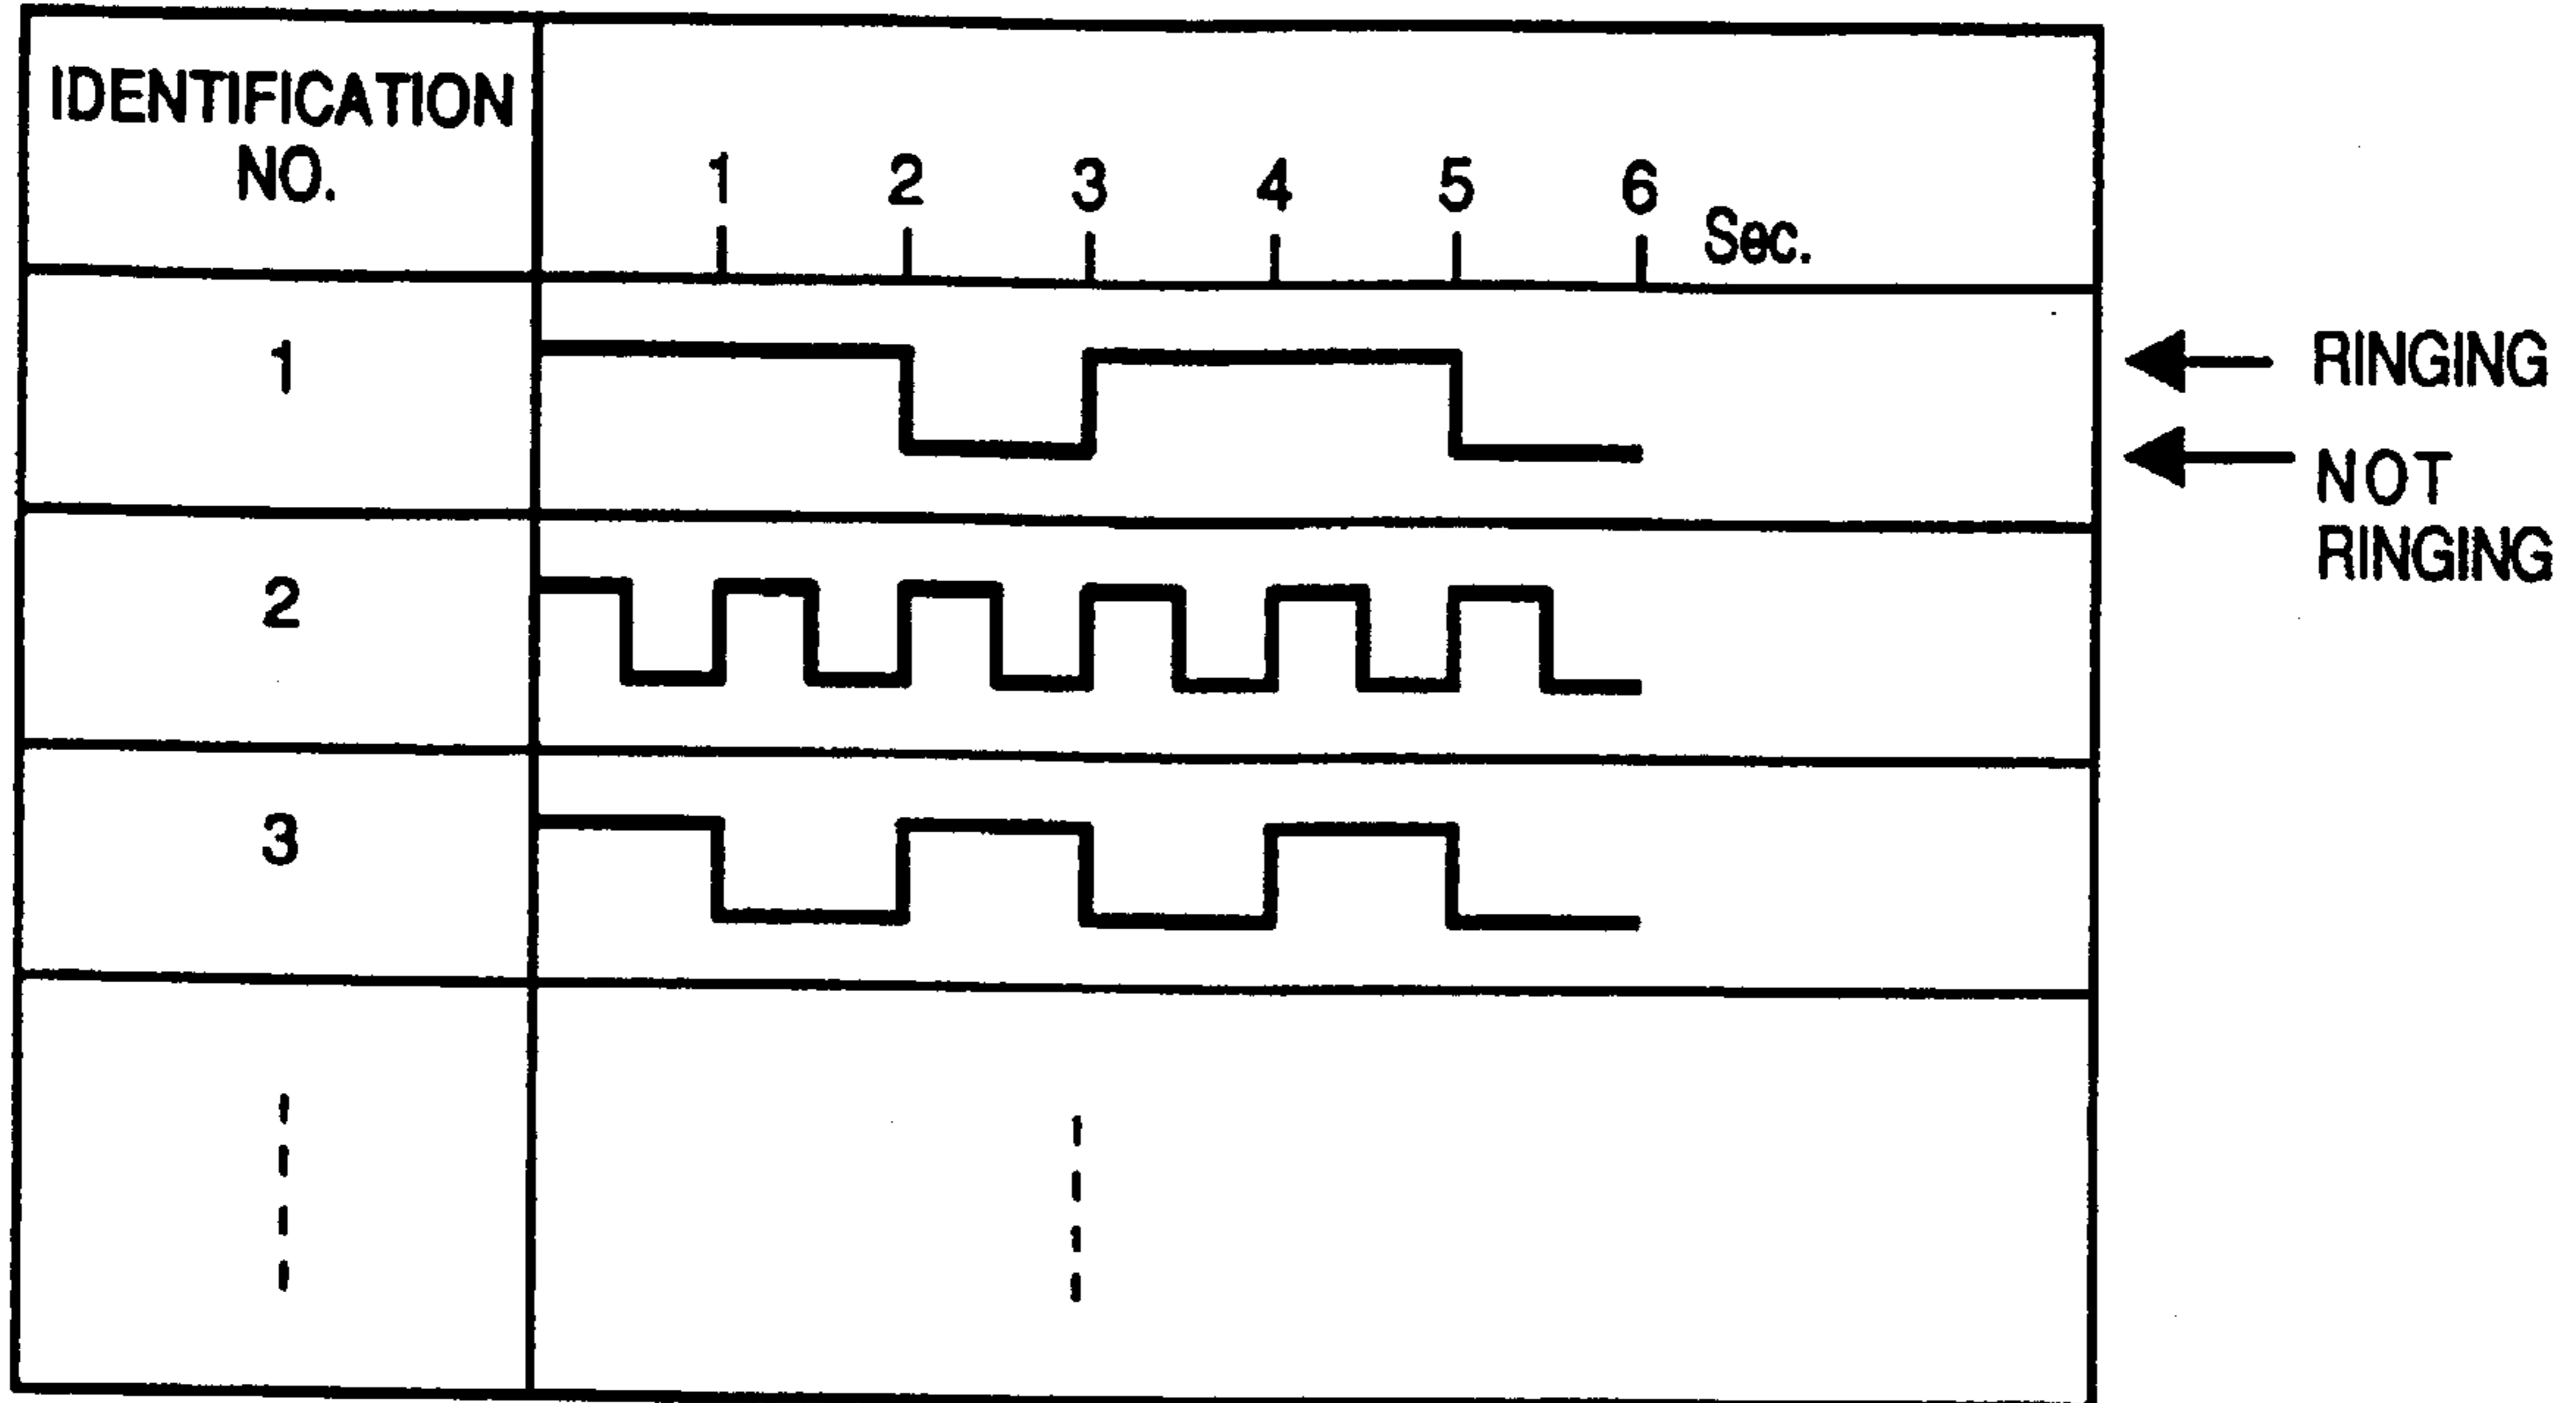 IDENTIFICATION
NO.
1 2 3 4 5 6 Sec.
1
RINGING
NOT
RINGING
2
3